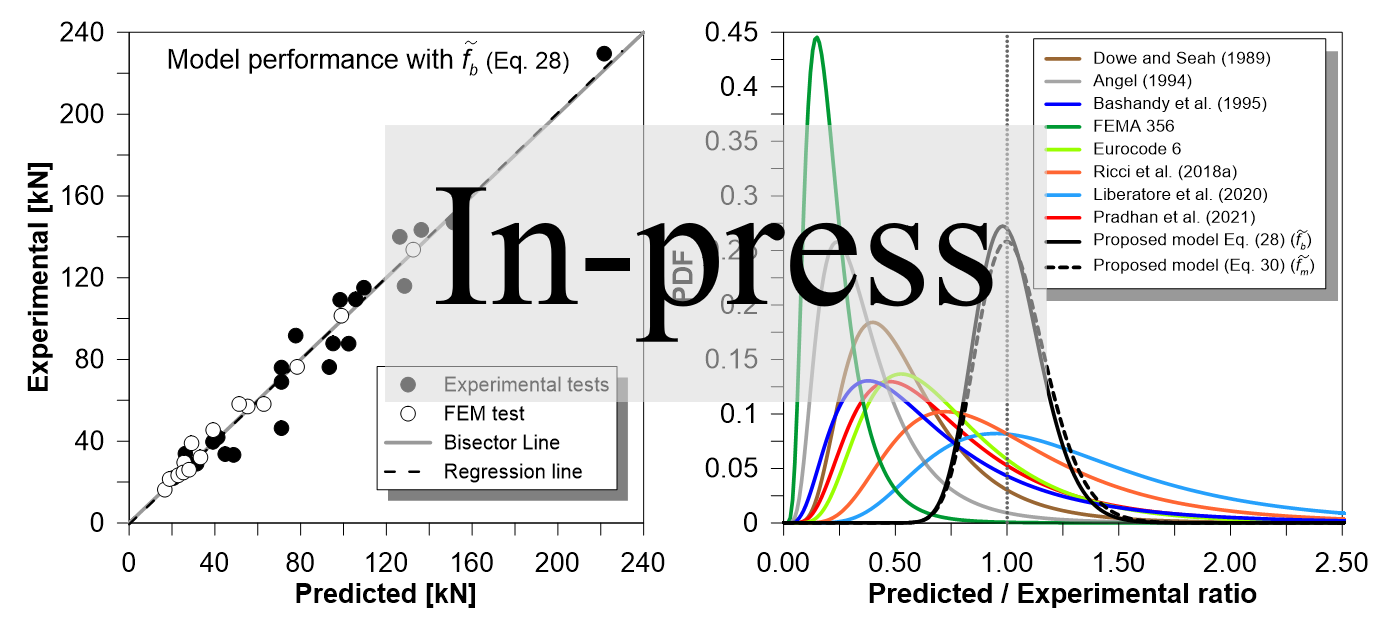 Model performance with f̃b (Eq. 28)
240
200
160
120
80
40
0
0 40 80 120 160 200 240
Experimental [kN]
Predicted [kN]
Experimental tests
FEM test
Bisector Line
Regression line
In-press
0.45
0.4
0.35
0.3
0.25
0.2
0.15
0.1
0.05
0
PDF
0.00 0.50 1.00 1.50 2.00 2.50
Predicted / Experimental ratio
Dowe and Seah (1989)
Angel (1994)
Bashandy et al. (1995)
FEMA 356
Eurocode 6
Ricci et al. (2018a)
Liberatore et al. (2020)
Pradhan et al. (2021)
Proposed model Eq. (28) (f̃b)
Proposed model (Eq. 30) (f̃m)